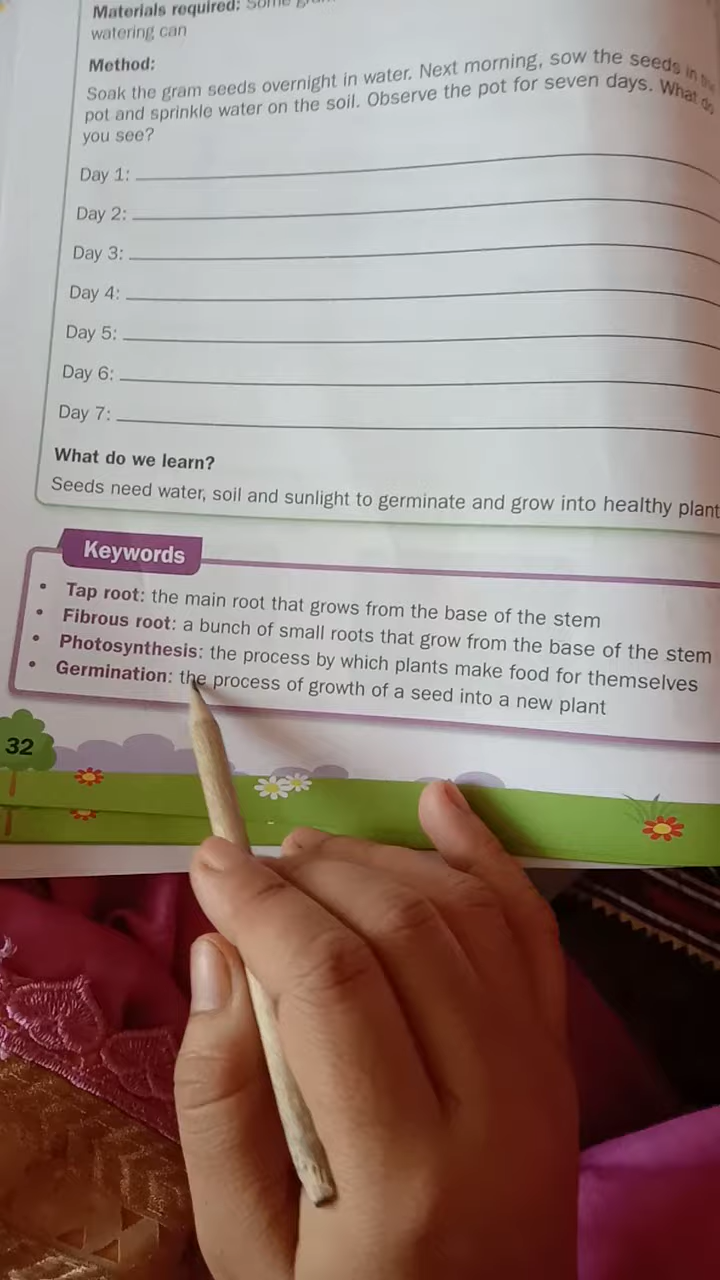 Materials required: Some
watering can
Method:
Soak the gram seeds overnight in water. Next morning, sow the seeds in the
pot and sprinkle water on the soil. Observe the pot for seven days. What do
you see?
Day 1:
Day 2:
Day 3:
Day 4:
Day 5:
Day 6:
Day 7:
What do we learn?
Seeds need water, soil and sunlight to germinate and grow into healthy plant
Keywords
• Tap root: the main root that grows from the base of the stem
• Fibrous root: a bunch of small roots that grow from the base of the stem
• Photosynthesis: the process by which plants make food for themselves
• Germination: the process of growth of a seed into a new plant
32